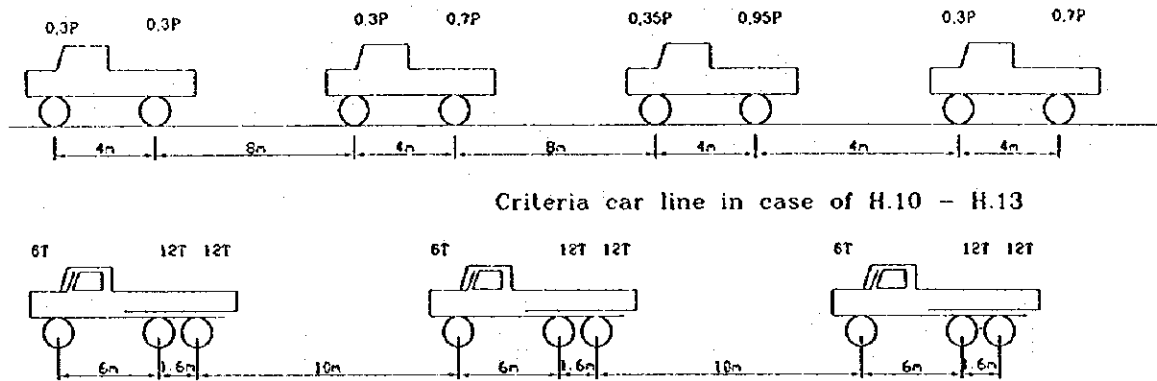 0.3P 0.3P 0.3P 0.7P 0.35P 0.95P 0.3P 0.7P
4m 8m 4m 8m 4m 4m 4m
Criteria car line in case of H.10 - H.13
6T 12T 12T 6T 12T 12T 6T 12T 12T
6m 1.6m 10m 6m 1.6m 10m 6m 1.6m